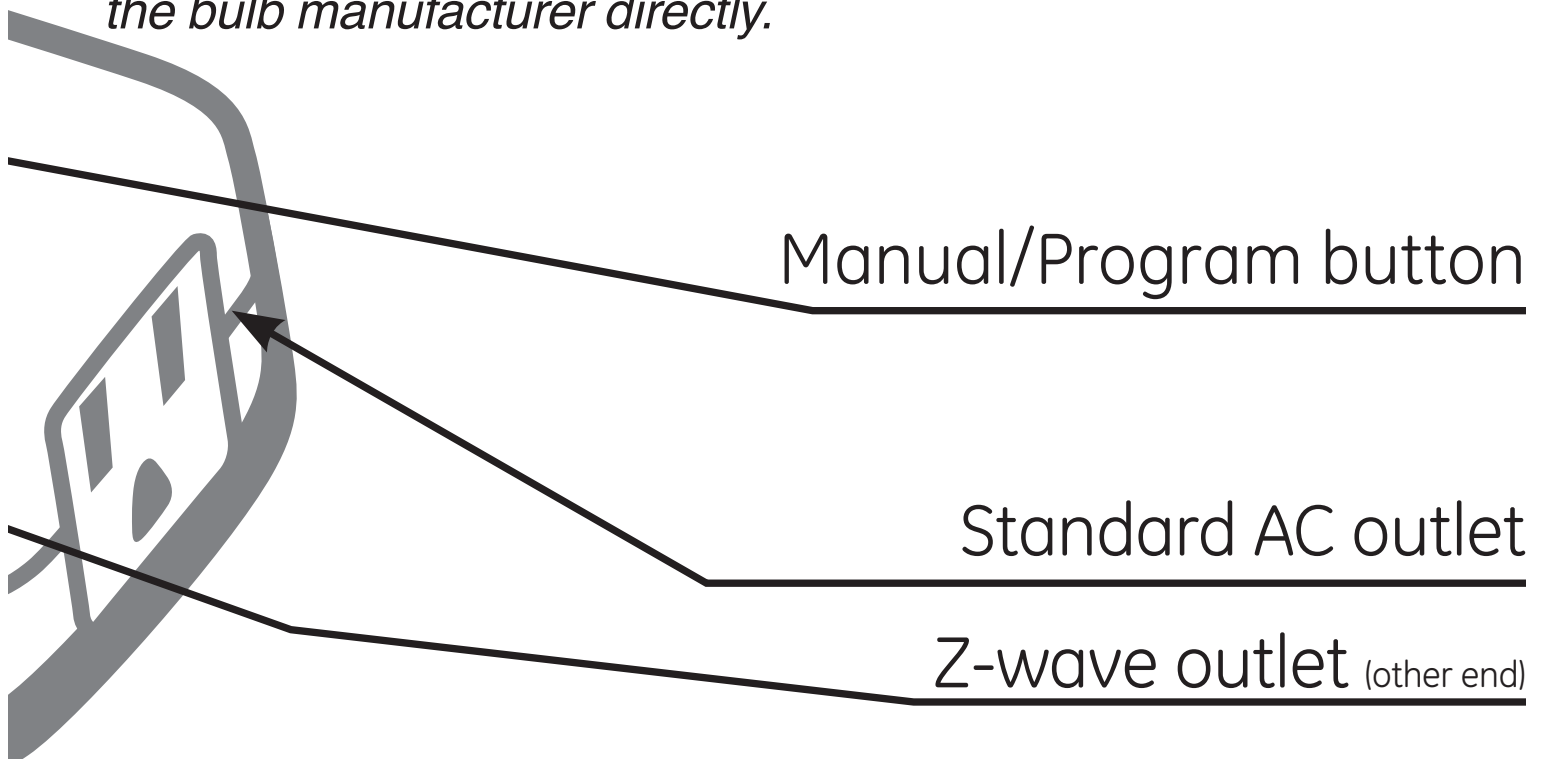 the bulb manufacturer directly.
Manual/Program button
Standard AC outlet
Z-wave outlet (other end)